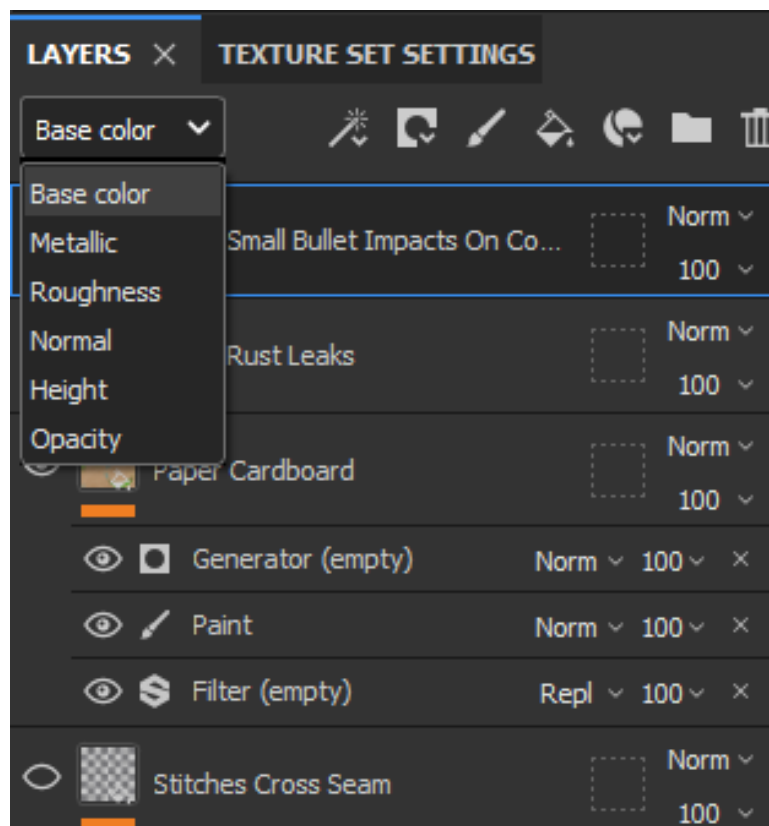 LAYERS
TEXTURE SET SETTINGS
Base color
Base color
Metallic
Roughness
Normal
Height
Opacity
Small Bullet Impacts On Co...
Norm
100
Rust Leaks
Norm
100
Paper Cardboard
Norm
100
Generator (empty) Norm 100
Paint Norm 100
Filter (empty) Repl 100
Stitches Cross Seam
Norm
100